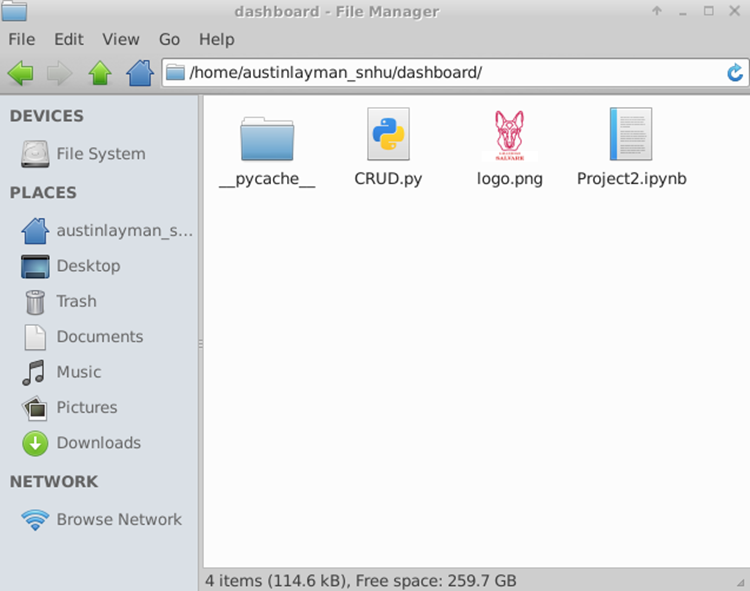 dashboard - File Manager
File Edit View Go Help
/home/austinlayman_snhu/dashboard/
DEVICES
File System
PLACES
austinlayman_s...
Desktop
Trash
Documents
Music
Pictures
Downloads
NETWORK
Browse Network
__pycache__
CRUD.py
SALVARE
logo.png
Project2.ipynb
4 items (114.6 kB), Free space: 259.7 GB